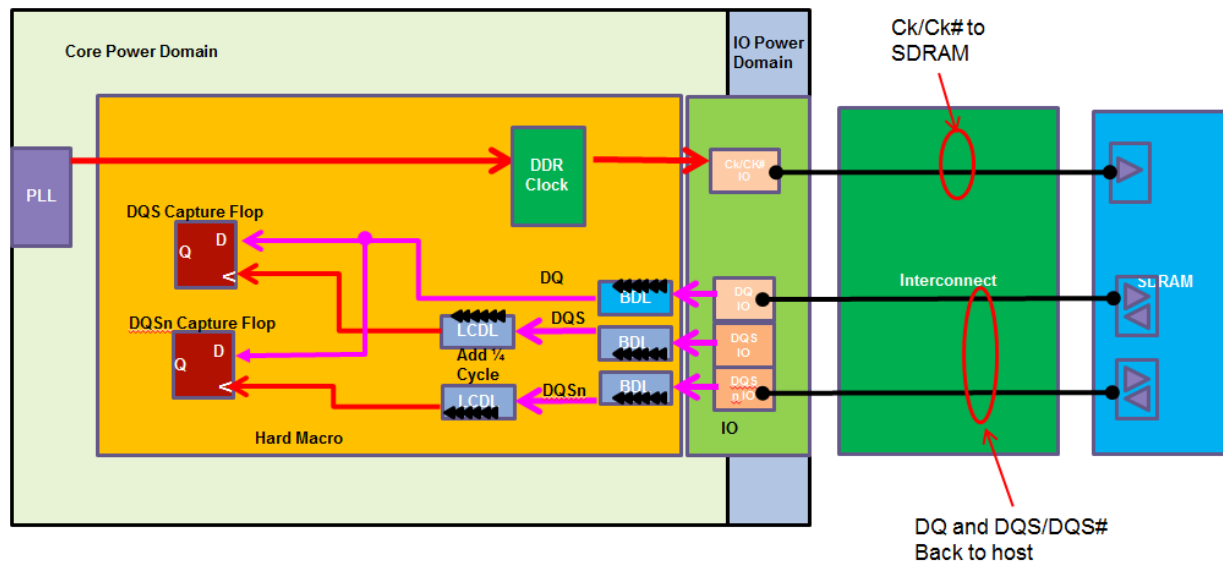 Ck/Ck# to
SDRAM
Core Power Domain
IO Power
Domain
PLL
DDR
Clock
Ck/CK#
IO
DQS Capture Flop
D
Q
DQ
BDL
DQ
IO
Interconnect
SDRAM
DQSn Capture Flop
LCDL
DQS
BDL
DQS
IO
D
Q
Add ¼
Cycle
LCDL
DQSn
BDL
DQS
n IO
Hard Macro
IO
DQ and DQS/DQS#
Back to host